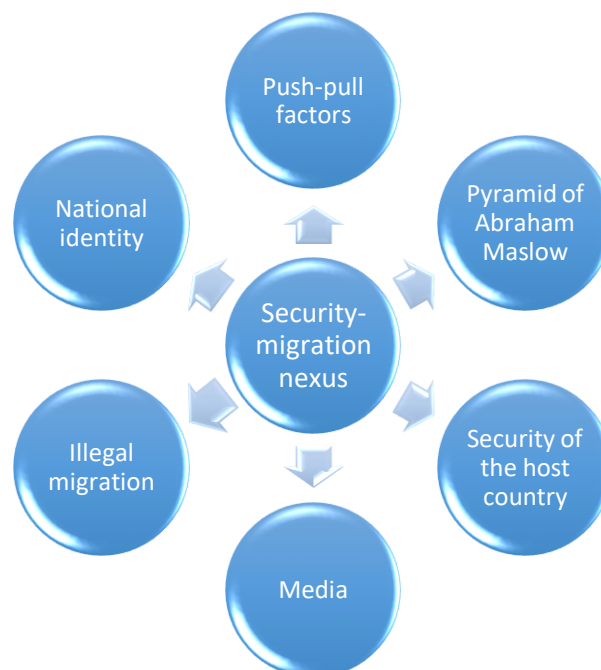 Push-pull
factors
National
identity
Pyramid of
Abraham
Maslow
Security-
migration
nexus
Illegal
migration
Security of
the host
country
Media